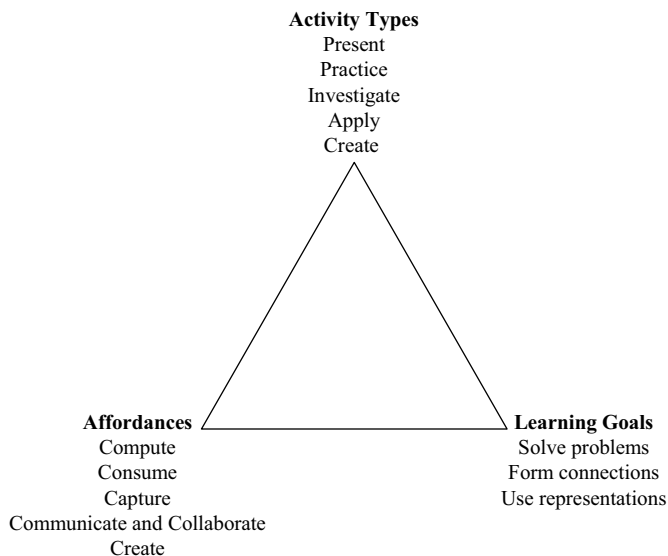 Activity Types
Present
Practice
Investigate
Apply
Create
Affordances
Compute
Consume
Capture
Communicate and Collaborate
Create
Learning Goals
Solve problems
Form connections
Use representations